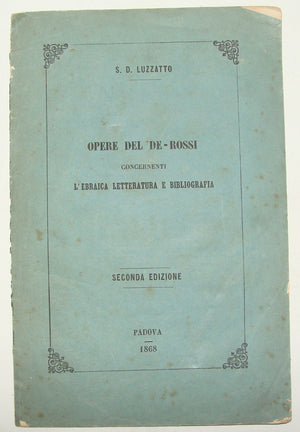 S. D. LUZZATTO
OPERE DEL DE-ROSSI
CONCERNENTI
L'EBRAICA LETTERATURA E BIBLIOGRAFIA
SECONDA EDIZIONE
PADOVA
1868